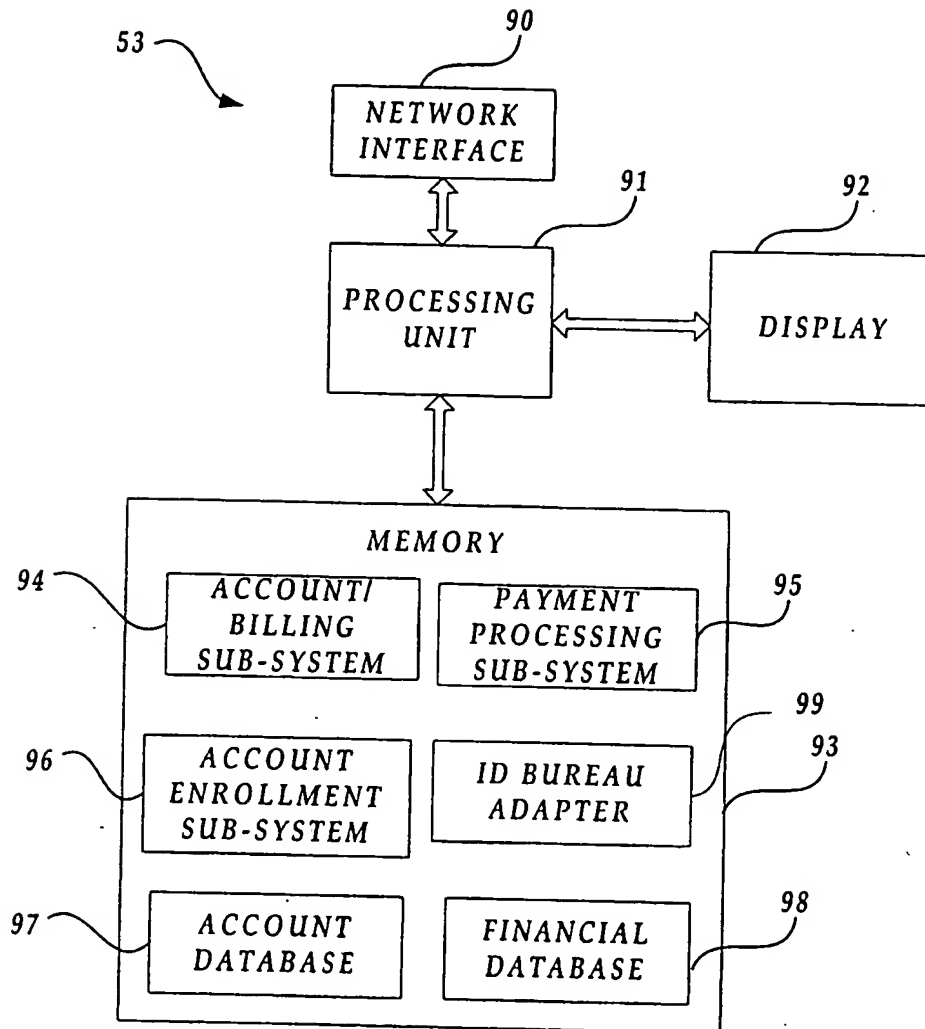 53
90
NETWORK
INTERFACE
91
92
PROCESSING
UNIT
DISPLAY
MEMORY
94
ACCOUNT/
BILLING
SUB-SYSTEM
PAYMENT
PROCESSING
SUB-SYSTEM
95
99
93
96
ACCOUNT
ENROLLMENT
SUB-SYSTEM
ID BUREAU
ADAPTER
97
ACCOUNT
DATABASE
FINANCIAL
DATABASE
98